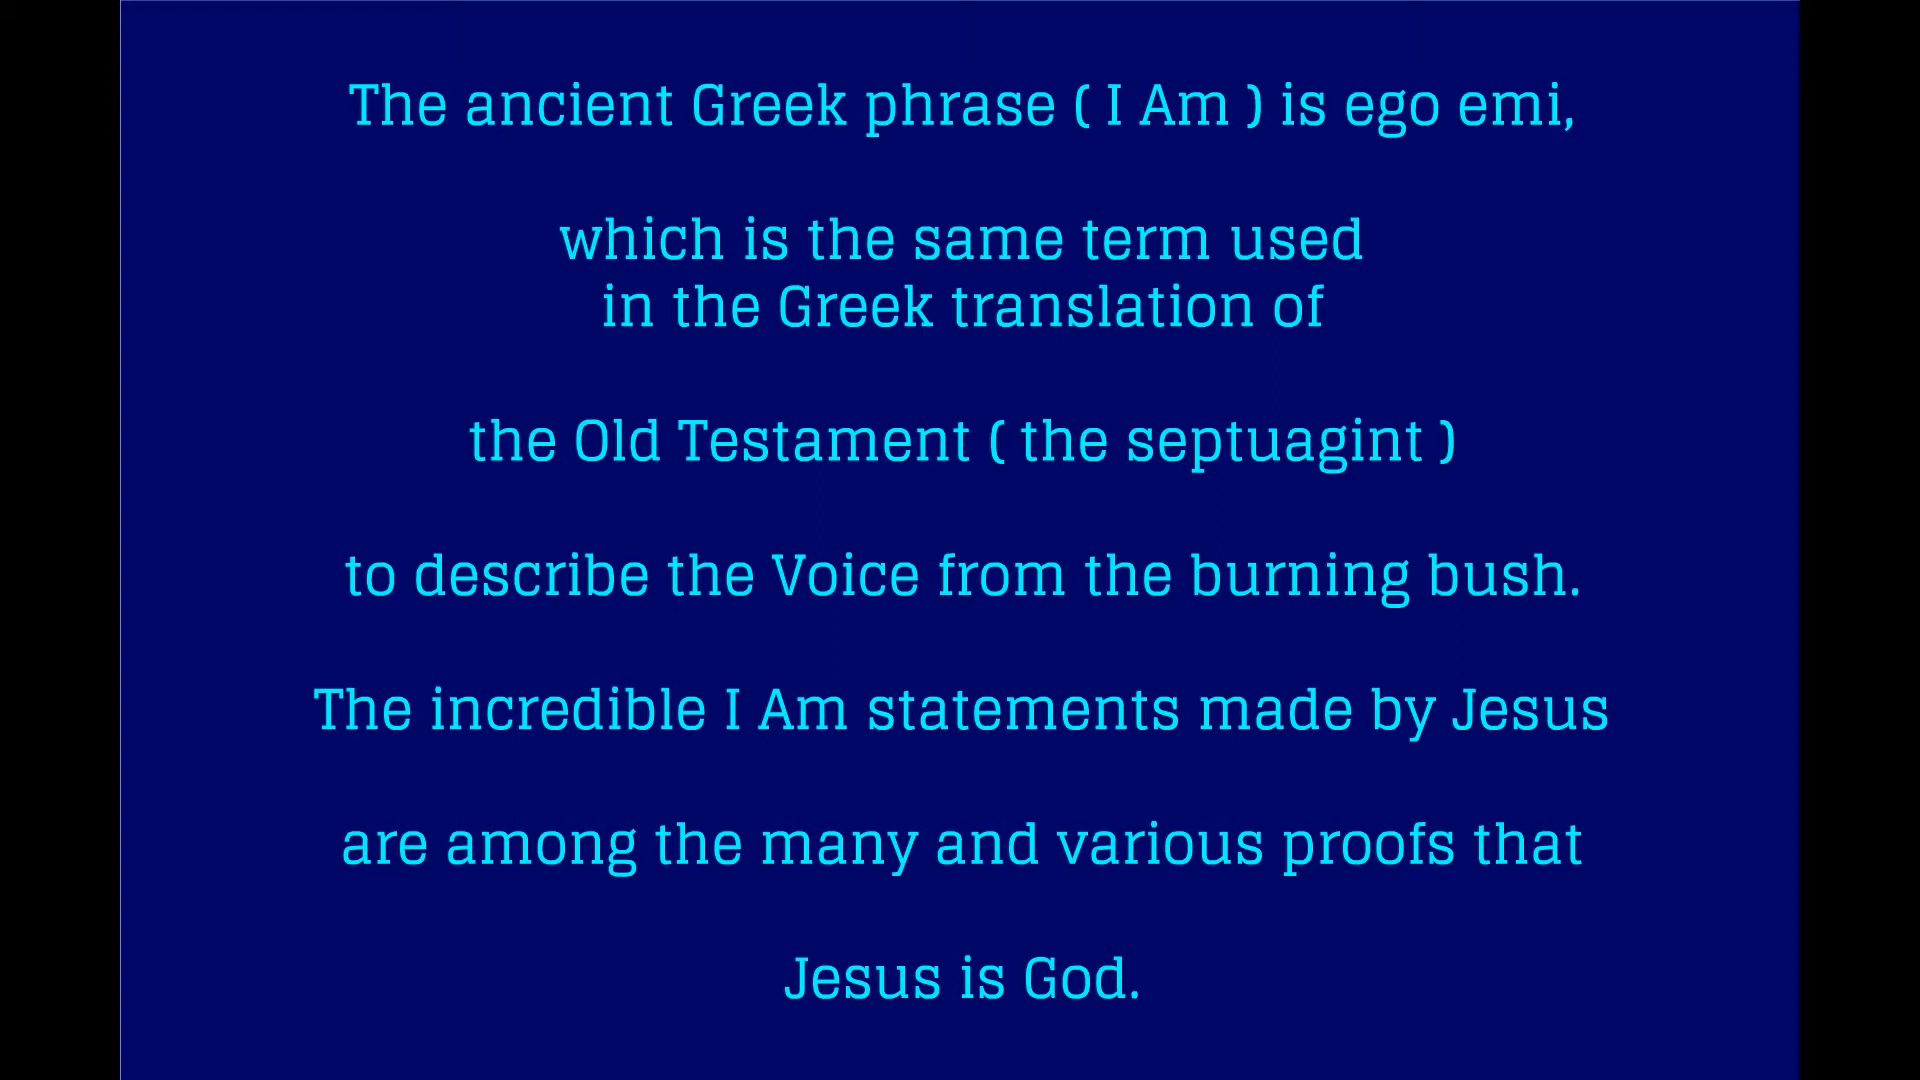 The ancient Greek phrase ( I Am ) is ego emi,
which is the same term used
in the Greek translation of
the Old Testament ( the septuagint )
to describe the Voice from the burning bush.
The incredible I Am statements made by Jesus
are among the many and various proofs that
Jesus is God.